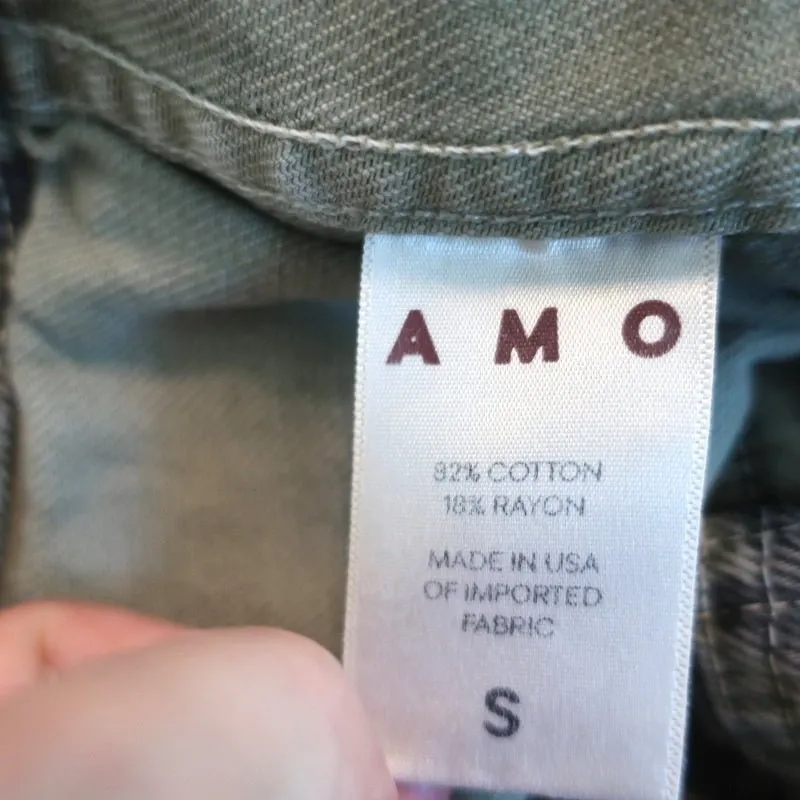 AMO
82% COTTON
18% RAYON
MADE IN USA
OF IMPORTED
FABRIC
S